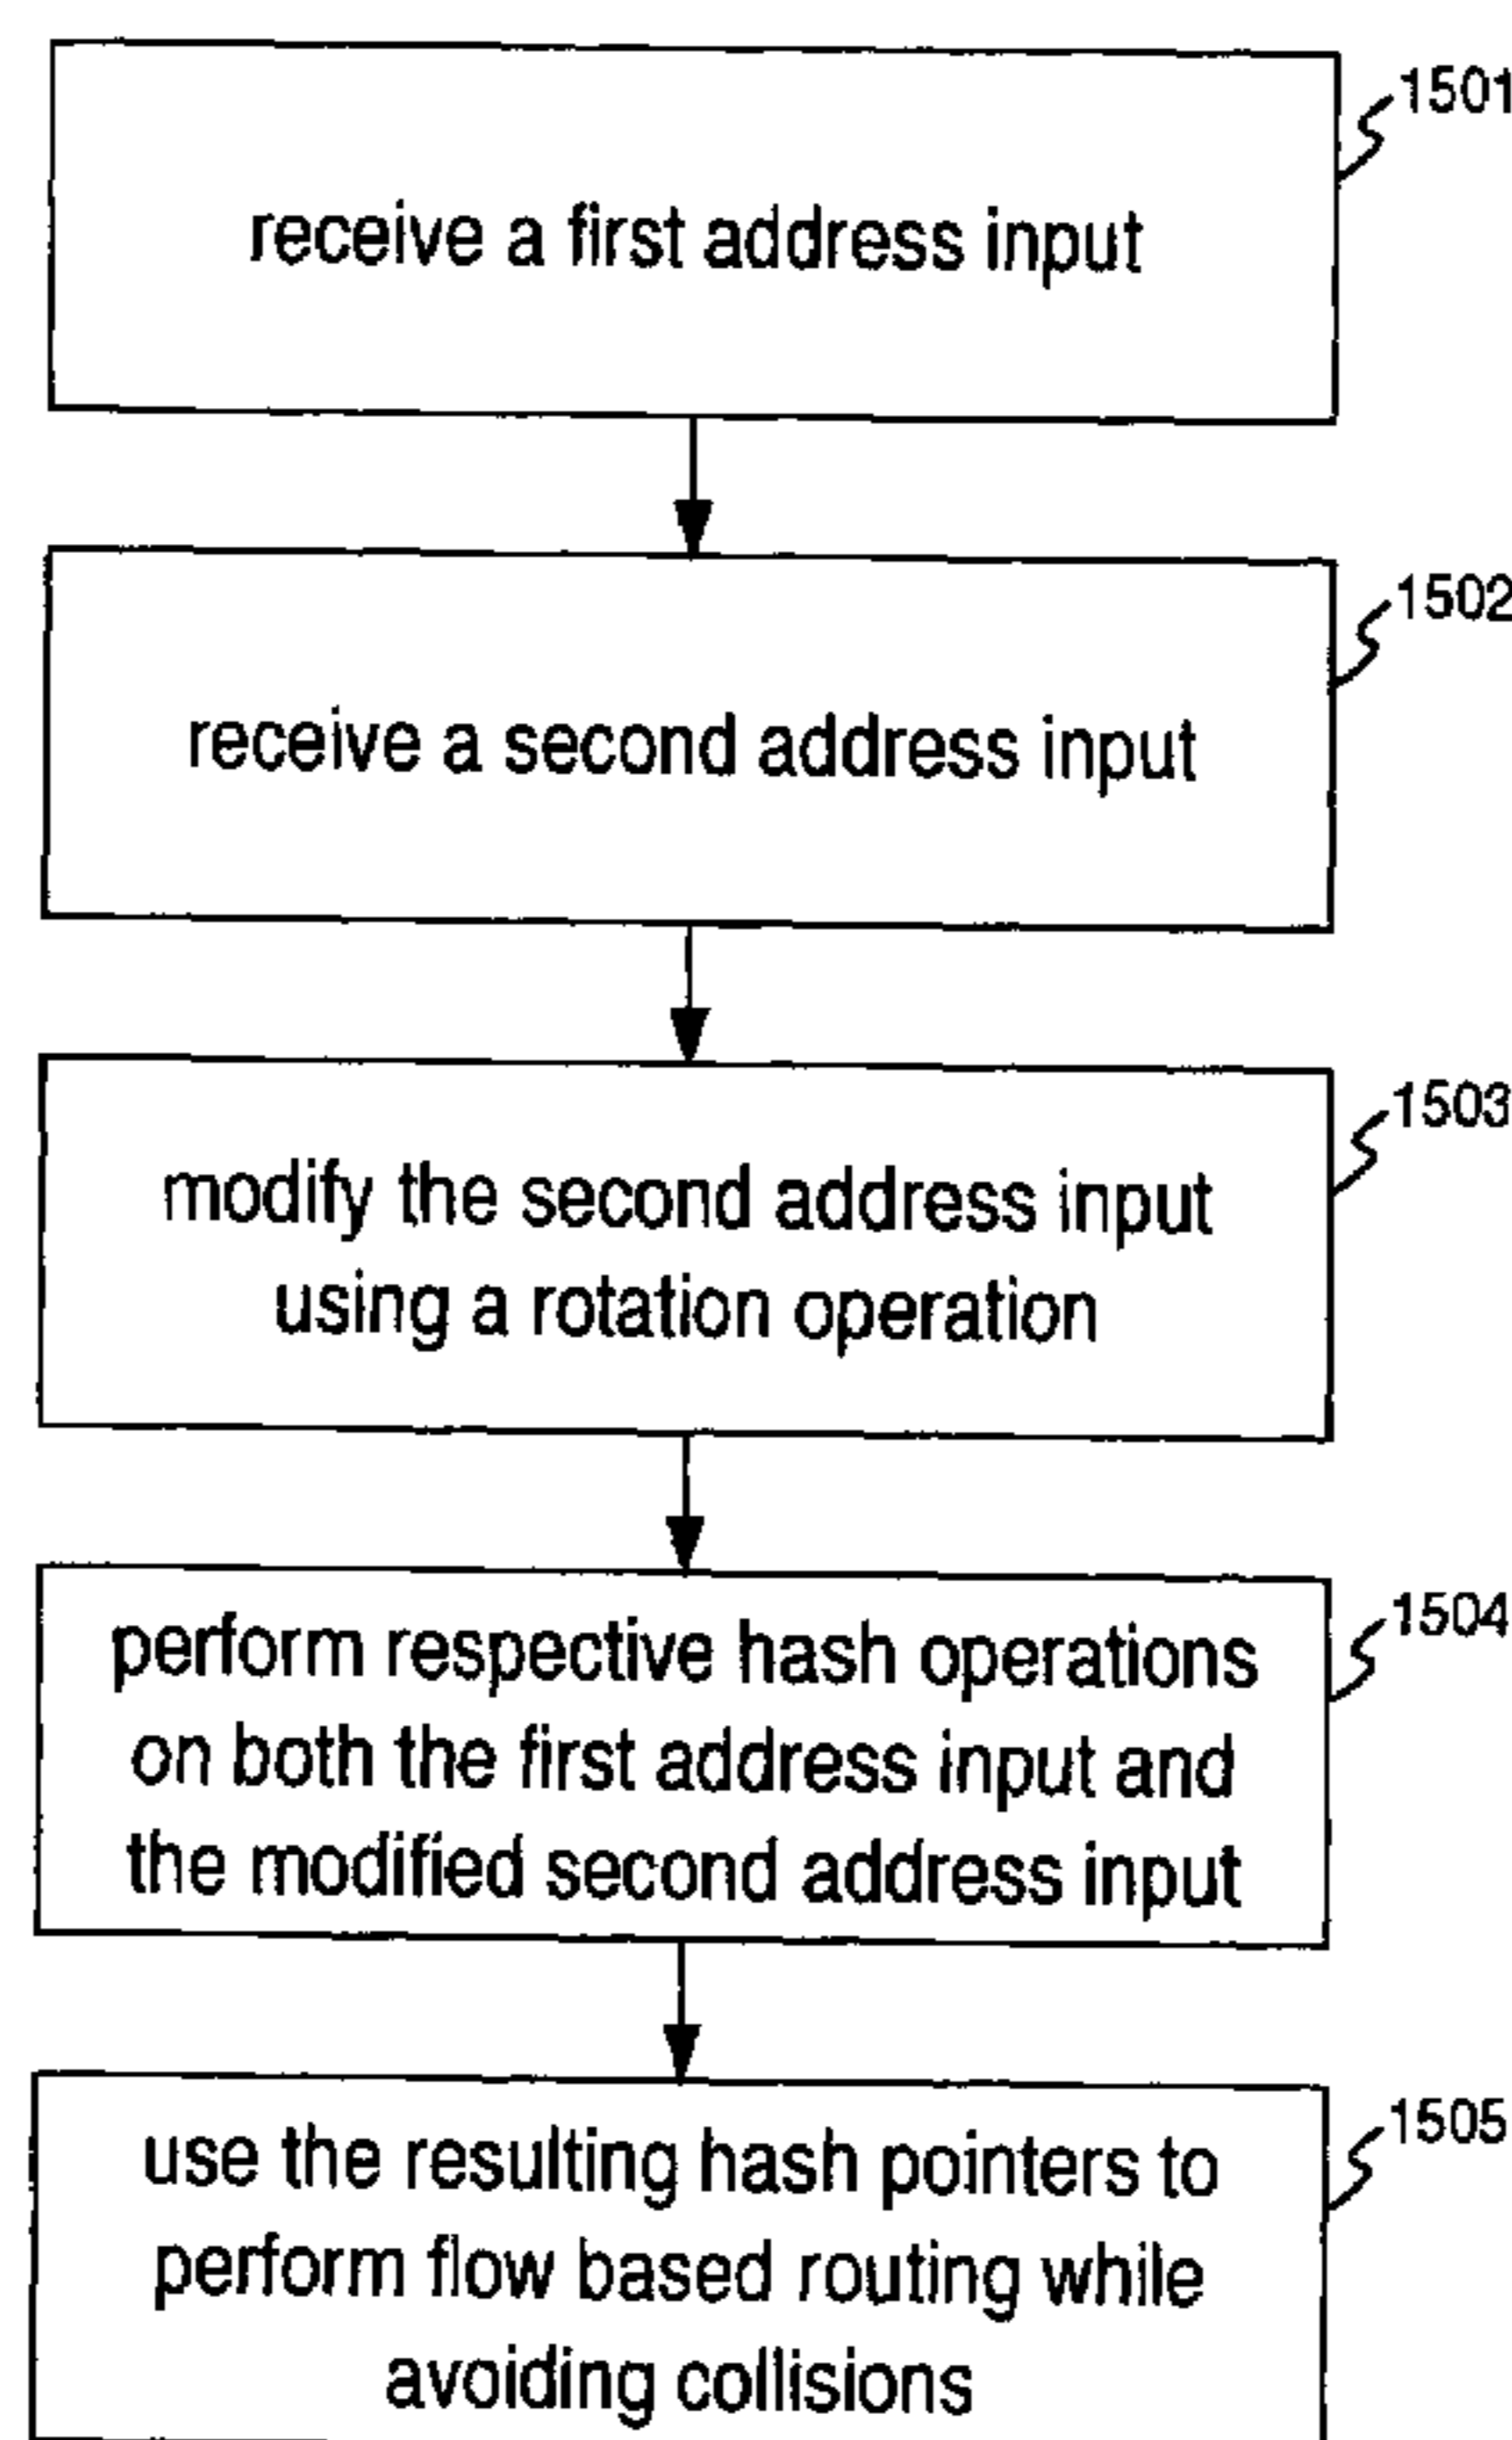 1501
receive a first address input
1502
receive a second address input
1503
modify the second address input
using a rotation operation
1504
perform respective hash operations
on both the first address input and
the modified second address input
1505
use the resulting hash pointers to
perform flow based routing while
avoiding collisions